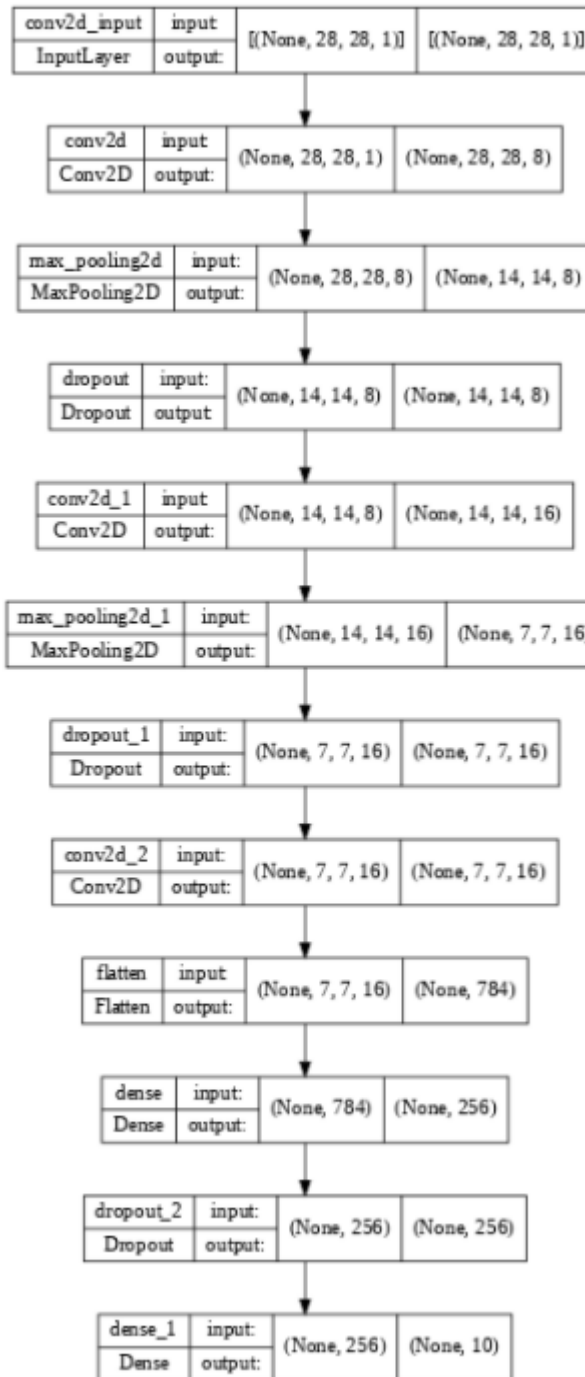 conv2d_input input [(None, 28, 28, 1)] [(None, 28, 28, 1)]
InputLayer output:
conv2d input (None, 28, 28, 1) (None, 28, 28, 8)
Conv2D output:
max_pooling2d input: (None, 28, 28, 8) (None, 14, 14, 8)
MaxPooling2D output:
dropout input: (None, 14, 14, 8) (None, 14, 14, 8)
Dropout output
conv2d_1 input (None, 14, 14, 8) (None, 14, 14, 16)
Conv2D output:
max_pooling2d_1 input: (None, 14, 14, 16) (None, 7, 7, 16
MaxPooling2D output:
dropout_1 input: (None, 7, 7, 16) (None, 7, 7, 16)
Dropout output:
conv2d_2 input: (None, 7, 7, 16) (None, 7, 7, 16)
Conv2D output:
flatten input (None, 7, 7, 16) (None, 784)
Flatten output:
dense input: (None, 784) (None, 256)
Dense output:
dropout_2 input: (None, 256) (None, 256)
Dropout output:
dense_1 input: (None, 256) (None, 10)
Dense output: